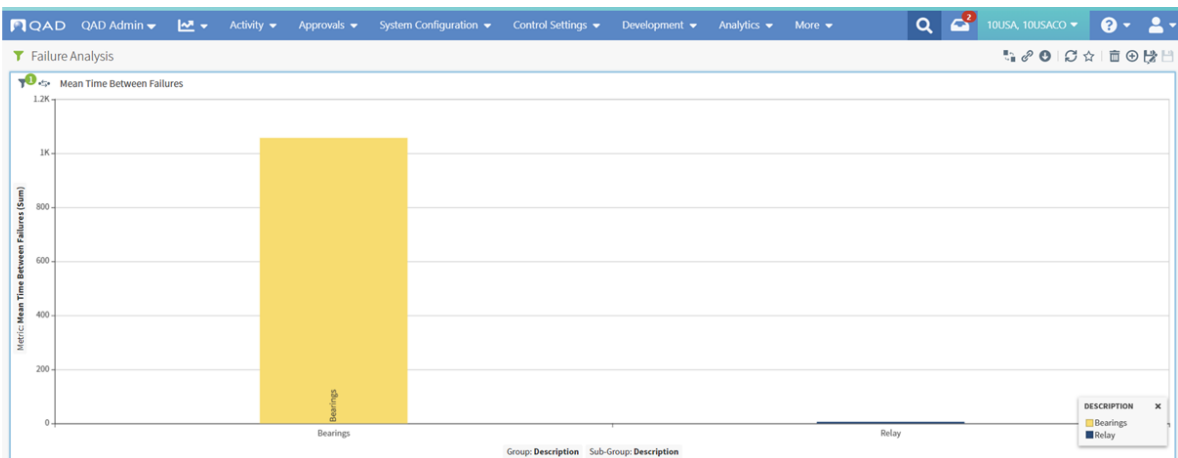 QAD QAD Admin Activity Approvals System Configuration Control Settings Development Analytics More 2 10USA, 10USACO ?
Failure Analysis
1 Mean Time Between Failures
1.2K
1K
800
600
400
200
0
Metric: Mean Time Between Failures (Sum)
Bearings
Bearings Relay
Group: Description Sub-Group: Description
DESCRIPTION x
Bearings
Relay